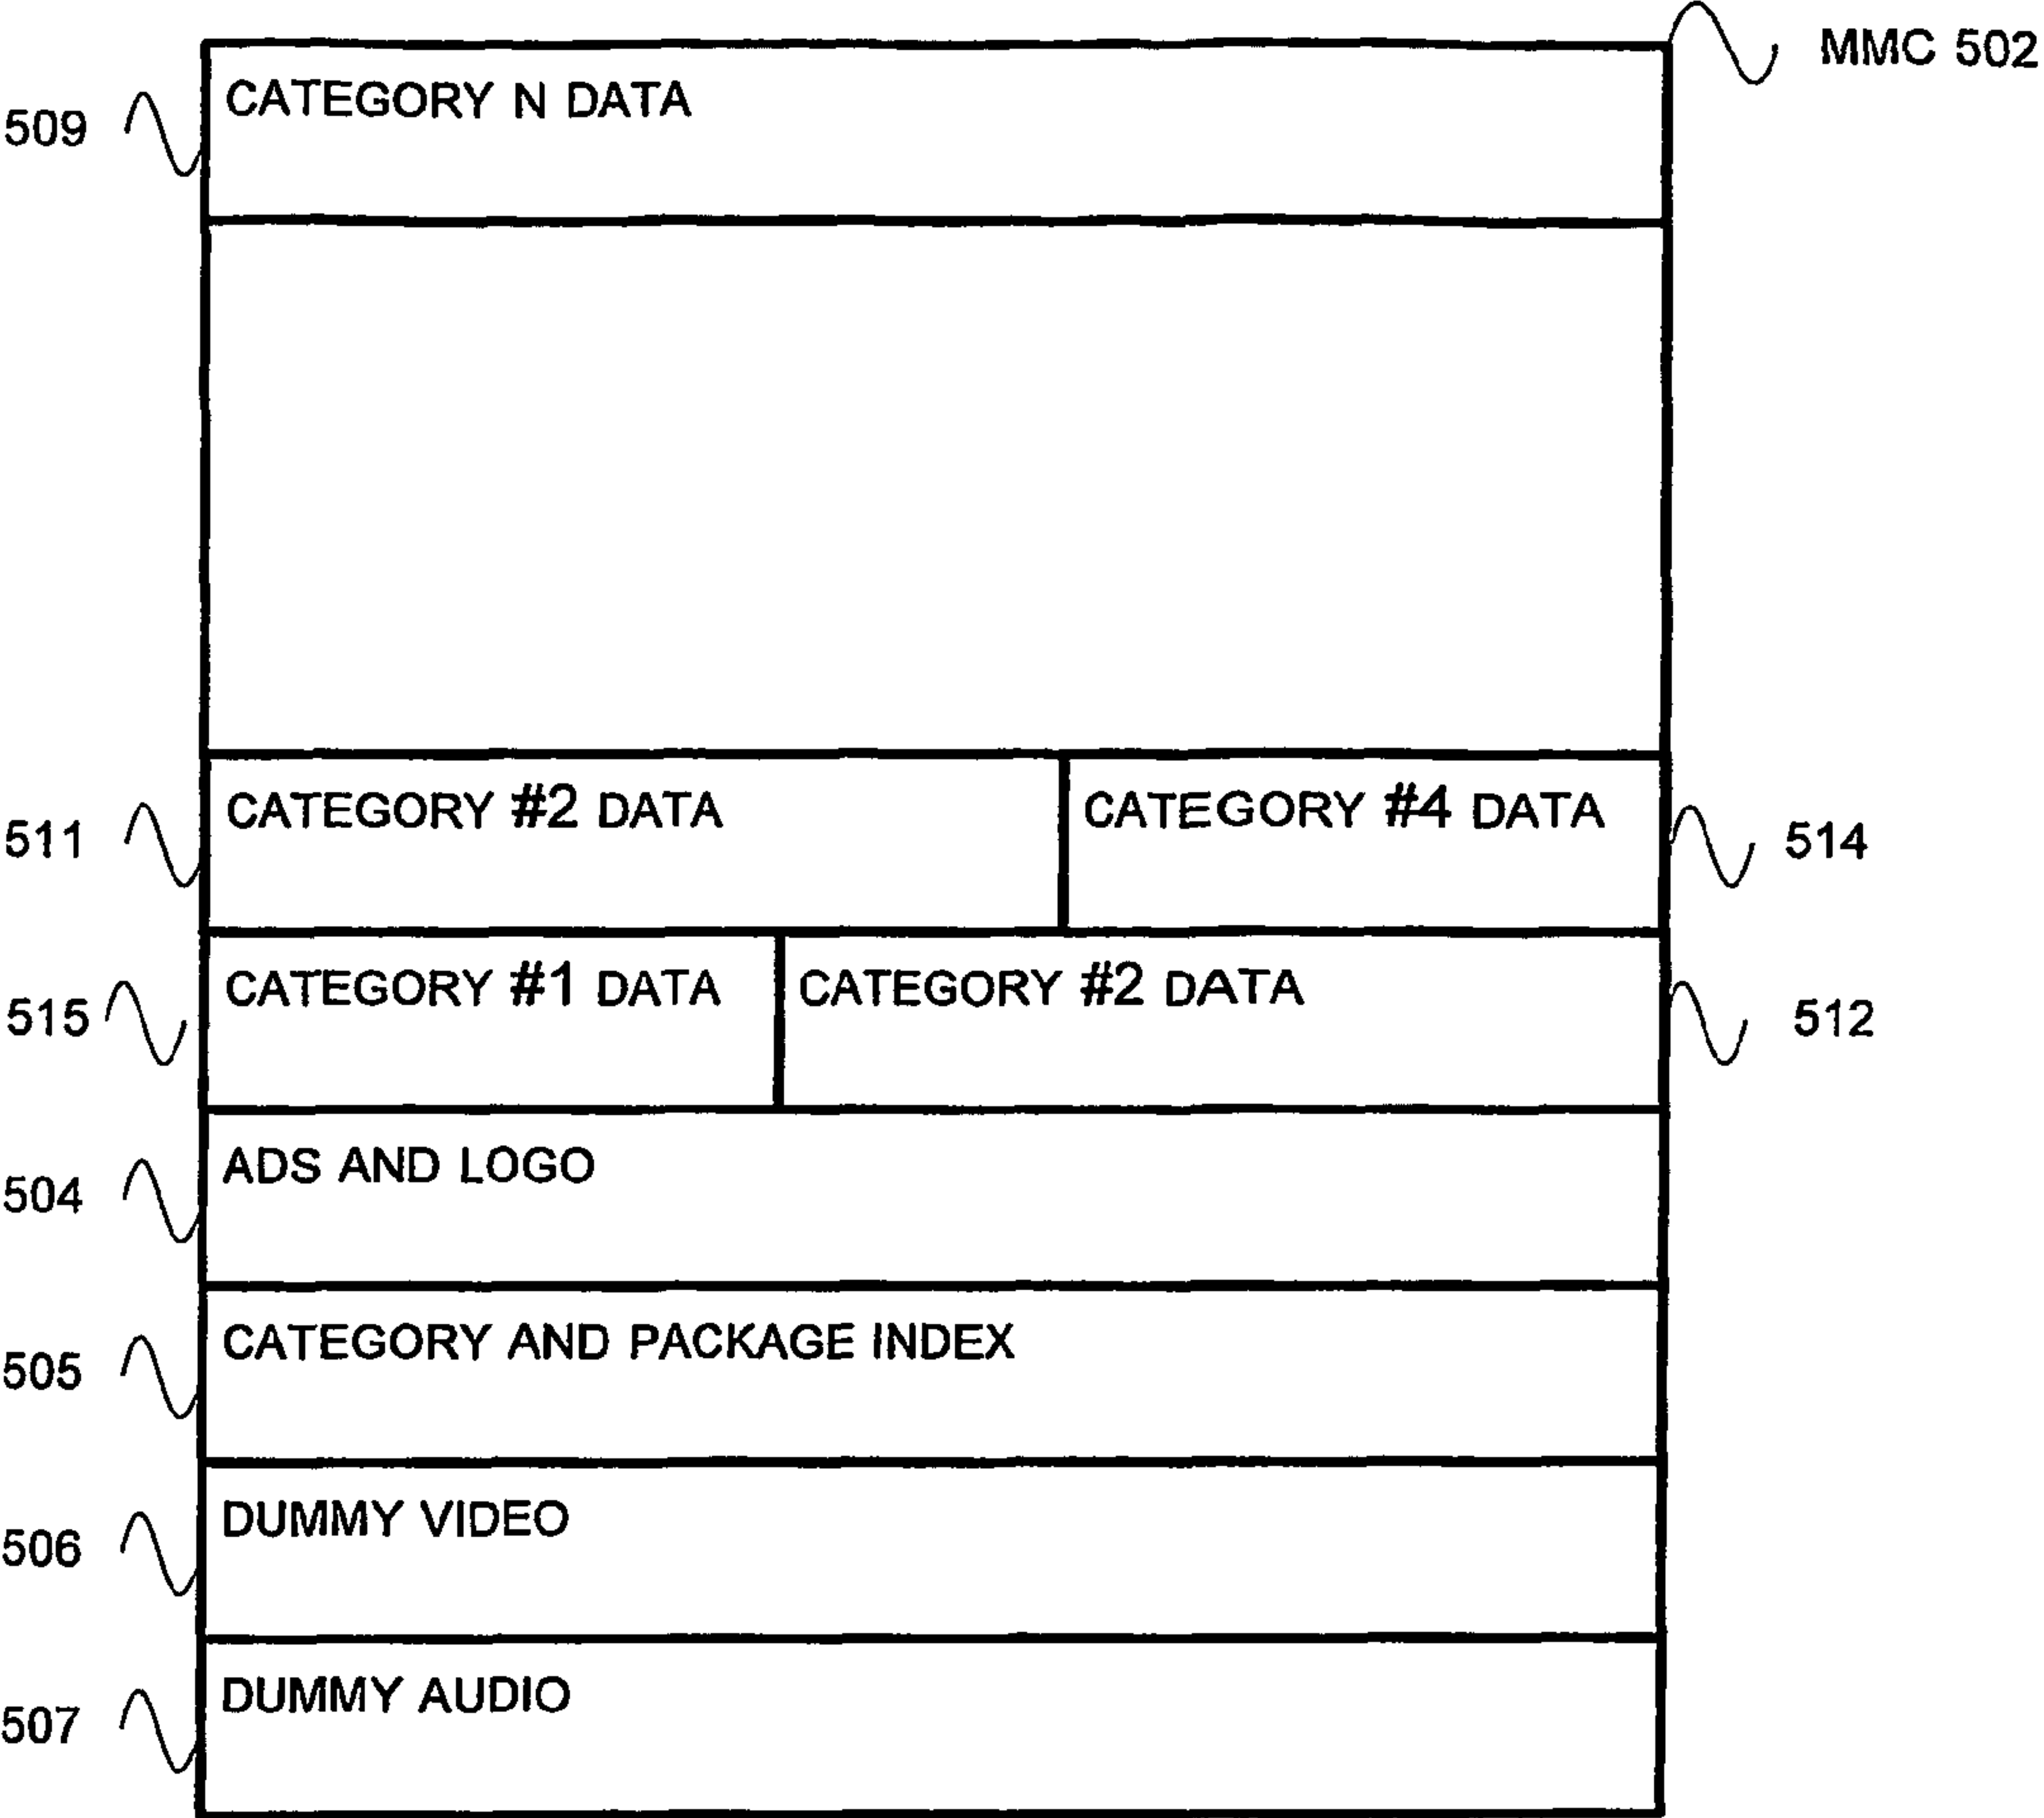 MMC 502
509 CATEGORY N DATA
511 CATEGORY #2 DATA CATEGORY #4 DATA 514
515 CATEGORY #1 DATA CATEGORY #2 DATA 512
504 ADS AND LOGO
505 CATEGORY AND PACKAGE INDEX
506 DUMMY VIDEO
507 DUMMY AUDIO